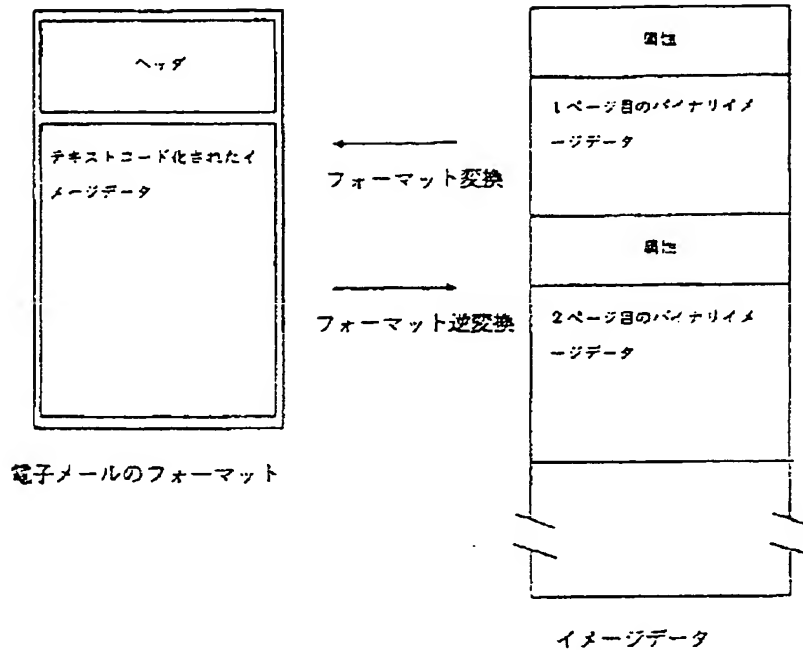 ヘッダ
テキストコード化されたイ
メージデータ
電子メールのフォーマット
フォーマット変換
フォーマット逆変換
属性
1ページ目のバイナリイメ
ージデータ
属性
2ページ目のバイナリイメ
ージデータ
イメージデータ